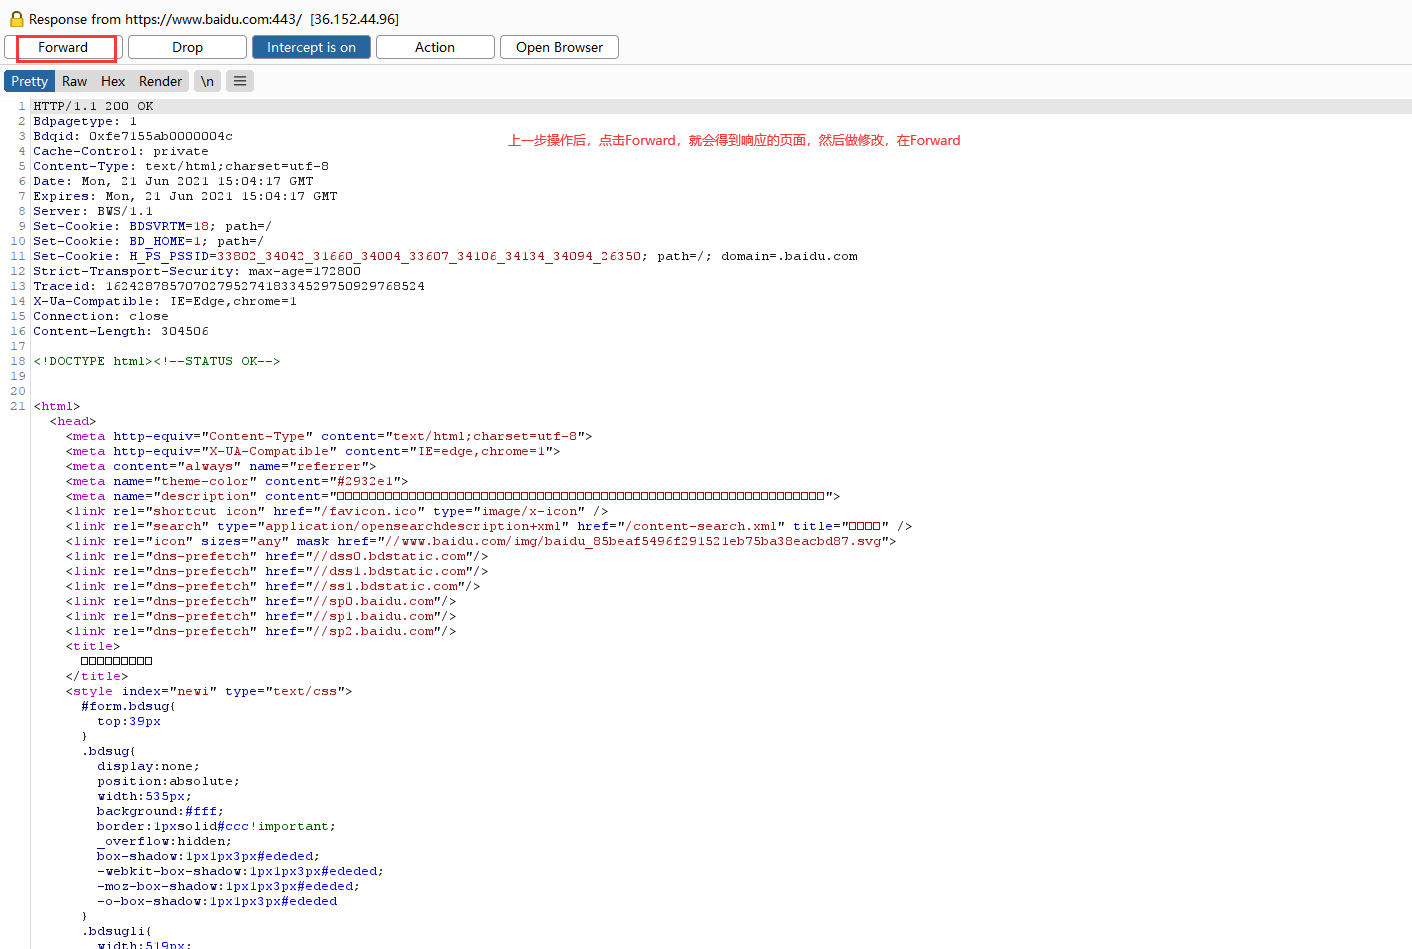 Response from https://www.baidu.com:443/ [36.152.44.96]
Forward Drop Intercept is on Action Open Browser
Pretty Raw Hex Render \n ≡
1 HTTP/1.1 200 OK
2 Bdpagetype: 1
3 Bdqid: 0xfe7155ab0000004c
上一步操作后，点击Forward，就会得到响应的页面，然后做修改，在Forward
4 Cache-Control: private
5 Content-Type: text/html;charset=utf-8
6 Date: Mon, 21 Jun 2021 15:04:17 GMT
7 Expires: Mon, 21 Jun 2021 15:04:17 GMT
8 Server: BWS/1.1
9 Set-Cookie: BDSVRTM=18; path=/
10 Set-Cookie: BD_HOME=1; path=/
11 Set-Cookie: H_PS_PSSID=33802_34042_31660_34004_33607_34106_34134_34094_26350; path=/; domain=.baidu.com
12 Strict-Transport-Security: max-age=172800
13 Traceid: 1624287857070279527418334529750929768524
14 X-Ua-Compatible: IE=Edge,chrome=1
15 Connection: close
16 Content-Length: 304506
17
18 <!DOCTYPE html><!--STATUS OK-->
19
20
21 <html>
<head>
<meta http-equiv="Content-Type" content="text/html;charset=utf-8">
<meta http-equiv="X-UA-Compatible" content="IE=edge,chrome=1">
<meta content="always" name="referrer">
<meta name="theme-color" content="#2932e1">
<meta name="description" content="□□□□□□□□□□□□□□□□□□□□□□□□□□□□□□□□□□□□□□□□□□□□□□□□□□□□□□□□□□□□□">
<link rel="shortcut icon" href="/favicon.ico" type="image/x-icon" />
<link rel="search" type="application/opensearchdescription+xml" href="/content-search.xml" title="□□□□" />
<link rel="icon" sizes="any" mask href="//www.baidu.com/img/baidu_85beaf5496f291521eb75ba38eacbd87.svg">
<link rel="dns-prefetch" href="//dss0.bdstatic.com"/>
<link rel="dns-prefetch" href="//dss1.bdstatic.com"/>
<link rel="dns-prefetch" href="//ss1.bdstatic.com"/>
<link rel="dns-prefetch" href="//sp0.baidu.com"/>
<link rel="dns-prefetch" href="//sp1.baidu.com"/>
<link rel="dns-prefetch" href="//sp2.baidu.com"/>
<title>
□□□□□□□□□
</title>
<style index="newi" type="text/css">
#form.bdsug{
top:39px
}
.bdsug{
display:none;
position:absolute;
width:535px;
background:#fff;
border:1pxsolid#ccc!important;
_overflow:hidden;
box-shadow:1px1px3px#ededed;
-webkit-box-shadow:1px1px3px#ededed;
-moz-box-shadow:1px1px3px#ededed;
-o-box-shadow:1px1px3px#ededed
}
.bdsugli{
width:519px;